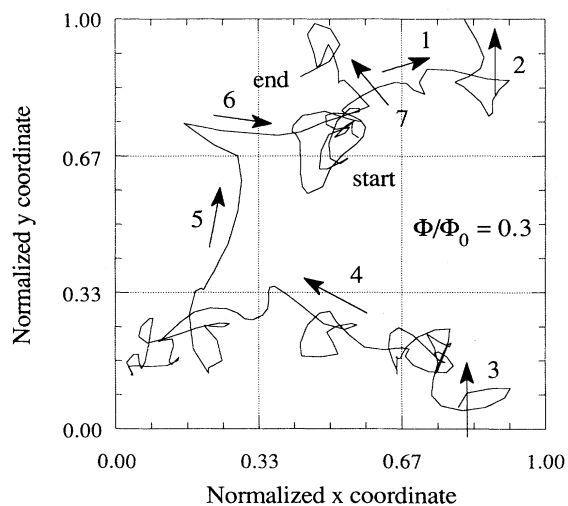 1.00
1
2
end
6
7
0.67
start
5
Φ/Φ₀ = 0.3
Normalized y coordinate
0.33
4
3
0.00
0.00 0.33 0.67 1.00
Normalized x coordinate